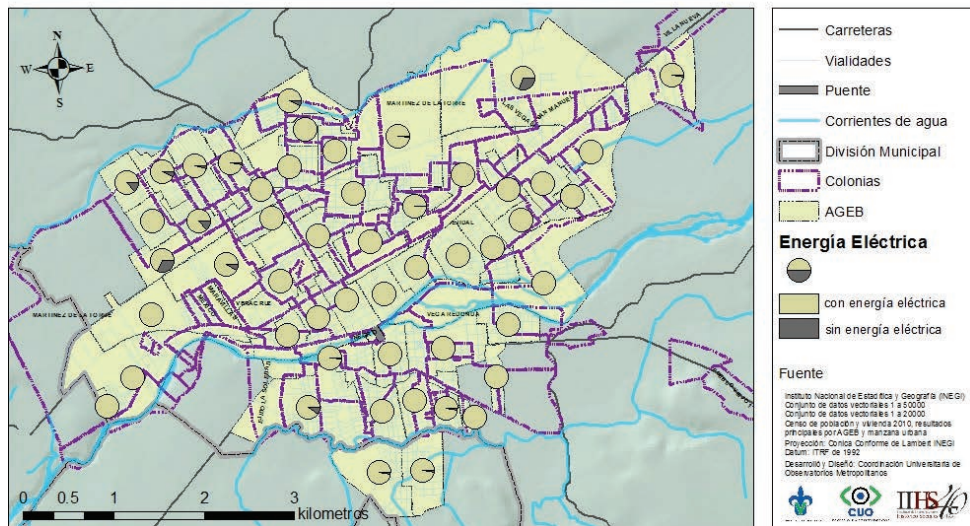 N
W E
S
VILLA NUEVA
MARTINEZ DE LA TORRE
VERACRUZ
MARTINEZ DE LA TORRE
VEGA REDONDA
0 0.5 1 2 3
kilometros
Carreteras
Vialidades
Puente
Corrientes de agua
División Municipal
Colonias
AGEB
Energía Eléctrica
con energía eléctrica
sin energía eléctrica
Fuente
Instituto Nacional de Estadística y Geografía (INEGI)
Conjunto de datos vectoriales 1 a 50000
Conjunto de datos vectoriales 1 a 20000
Censo de población y vivienda 2010, resultados
principales por AGEB y manzana urbana
Proyección: Conica Conforme de Lambert INEGI
Datum: ITRF de 1992
Desarrollo y Diseño: Coordinación Universitaria de
Observatorios Metropolitanos
CUO